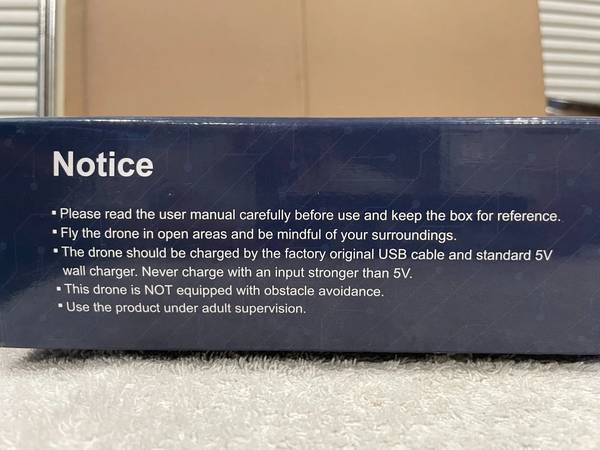 Notice
▪ Please read the user manual carefully before use and keep the box for reference.
▪ Fly the drone in open areas and be mindful of your surroundings.
▪ The drone should be charged by the factory original USB cable and standard 5V
wall charger. Never charge with an input stronger than 5V.
▪ This drone is NOT equipped with obstacle avoidance.
▪ Use the product under adult supervision.